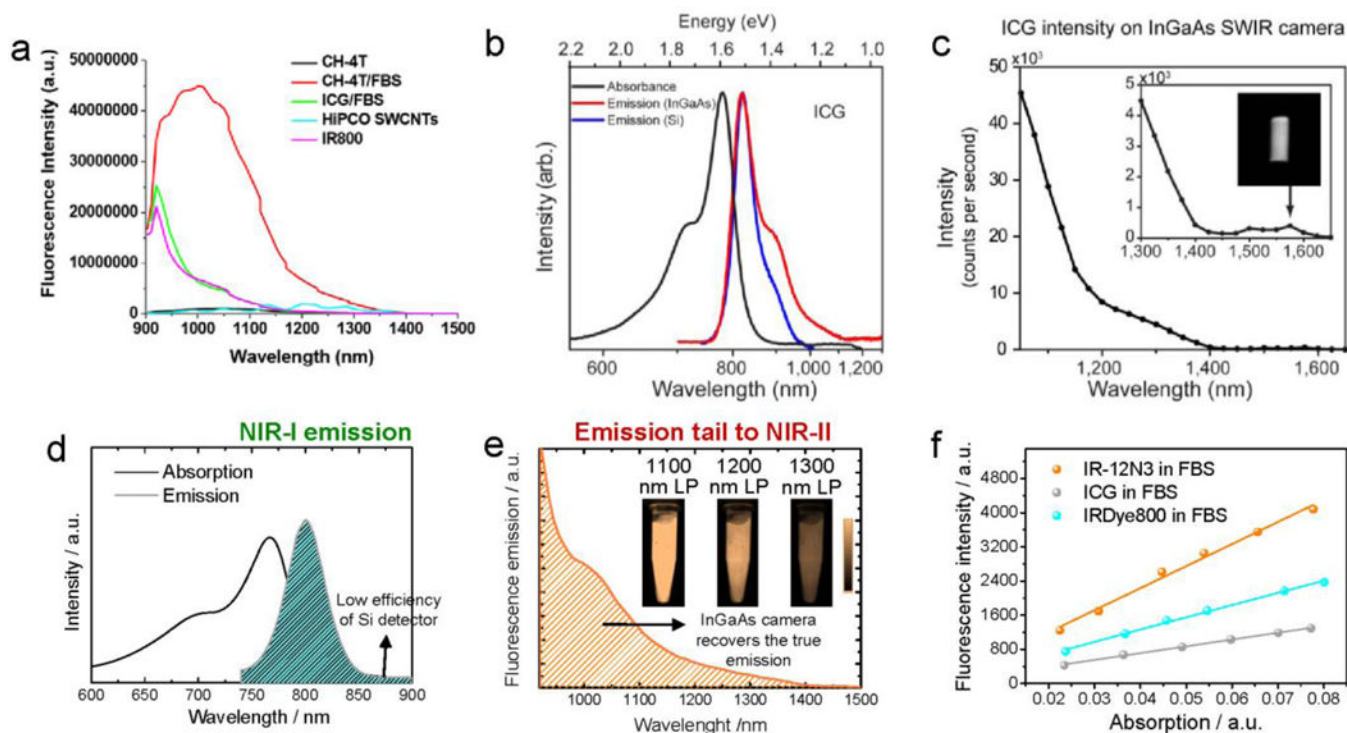 a
CH-4T
CH-4T/FBS
ICG/FBS
HiPCO SWCNTs
IR800
Fluorescence Intensity (a.u.)
50000000
40000000
30000000
20000000
10000000
0
900 1000 1100 1200 1300 1400 1500
Wavelength (nm)
b
Energy (eV)
2.2 2.0 1.8 1.6 1.4 1.2 1.0
Absorbance
Emission (InGaAs)
Emission (Si)
ICG
Intensity (arb.)
600 800 1,000 1,200
Wavelength (nm)
c
ICG intensity on InGaAs SWIR camera
×10³
50
40
30
20
10
0
Intensity
(counts per second)
×10³
5
4
3
2
1
0
1,300 1,400 1,500 1,600
1,200 1,400 1,600
Wavelength (nm)
d
NIR-I emission
Absorption
Emission
Intensity / a.u.
Low efficiency
of Si detector
600 650 700 750 800 850 900
Wavelength / nm
e
Emission tail to NIR-II
1100 1200 1300
nm LP nm LP nm LP
Fluorescence emission / a.u.
InGaAs camera
recovers the true
emission
1000 1100 1200 1300 1400 1500
Wavelenght /nm
f
IR-12N3 in FBS
ICG in FBS
IRDye800 in FBS
Fluorescence intensity / a.u.
4800
4000
3200
2400
1600
800
0
0.02 0.03 0.04 0.05 0.06 0.07 0.08
Absorption / a.u.